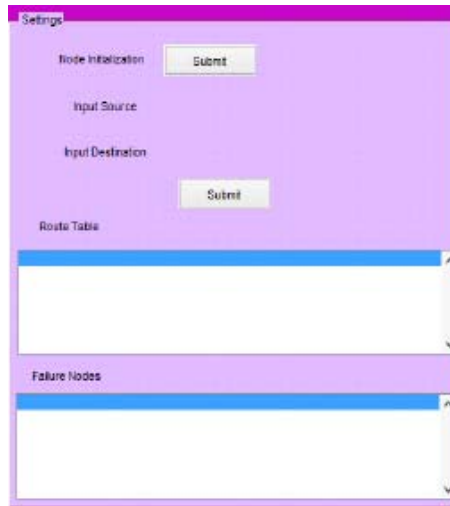 Settings
Node Initialization Submit
Input Source
Input Destination
Submit
Route Table
Failure Nodes